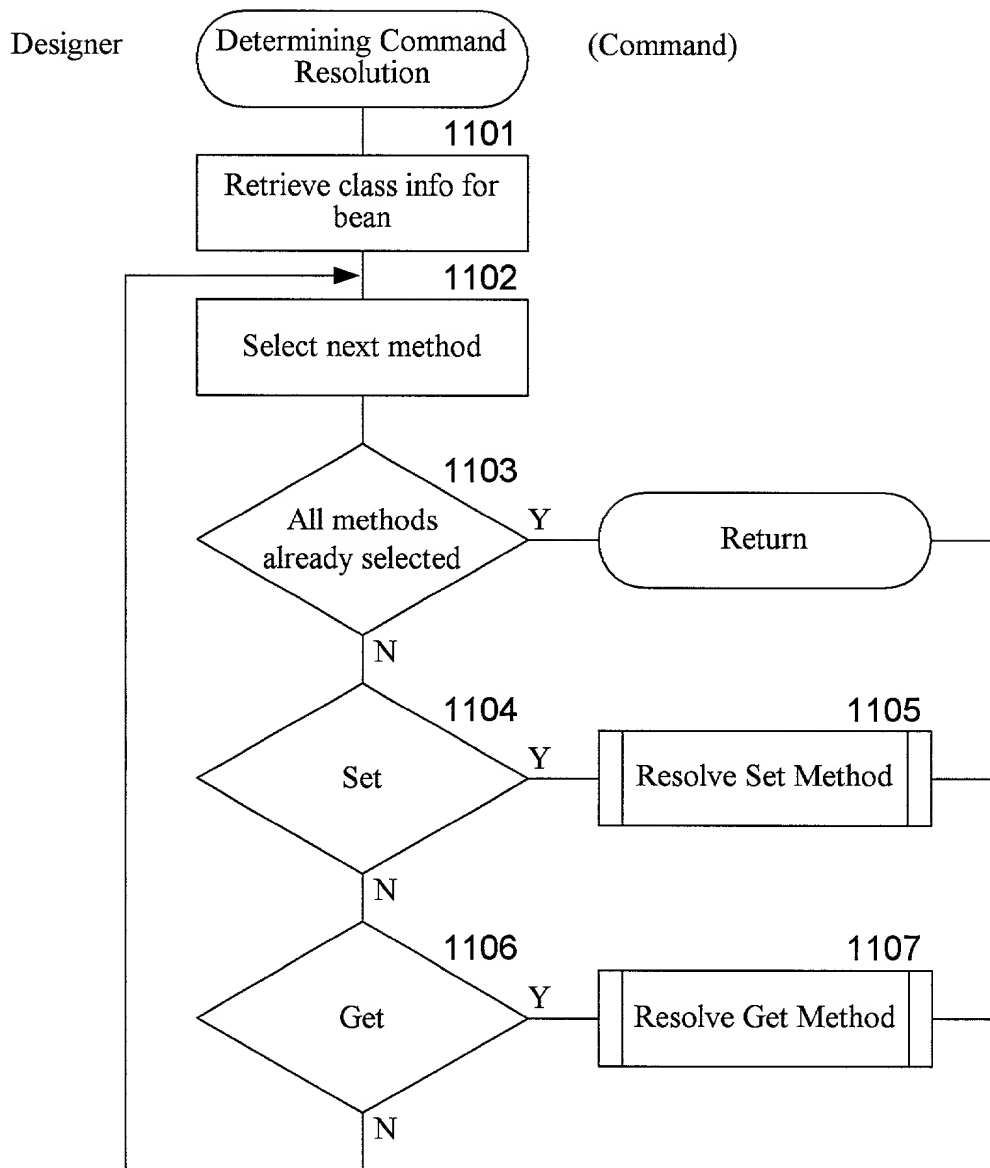 Designer
Determining Command
Resolution
(Command)
1101
Retrieve class info for
bean
1102
Select next method
1103
All methods
already selected
Y
Return
N
1104
Set
Y
1105
Resolve Set Method
N
1106
Get
Y
1107
Resolve Get Method
N